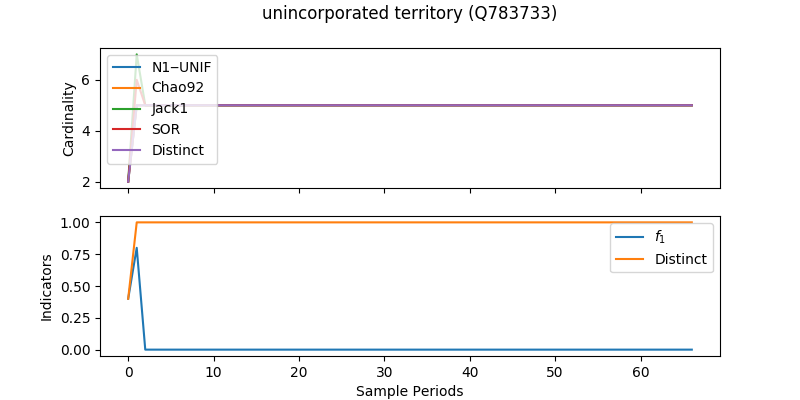 unincorporated territory (Q783733)
Cardinality
6
4
2
N1‒UNIF
Chao92
Jack1
SOR
Distinct
Indicators
1.00
0.75
0.50
0.25
0.00
f1
Distinct
0 10 20 30 40 50 60
Sample Periods